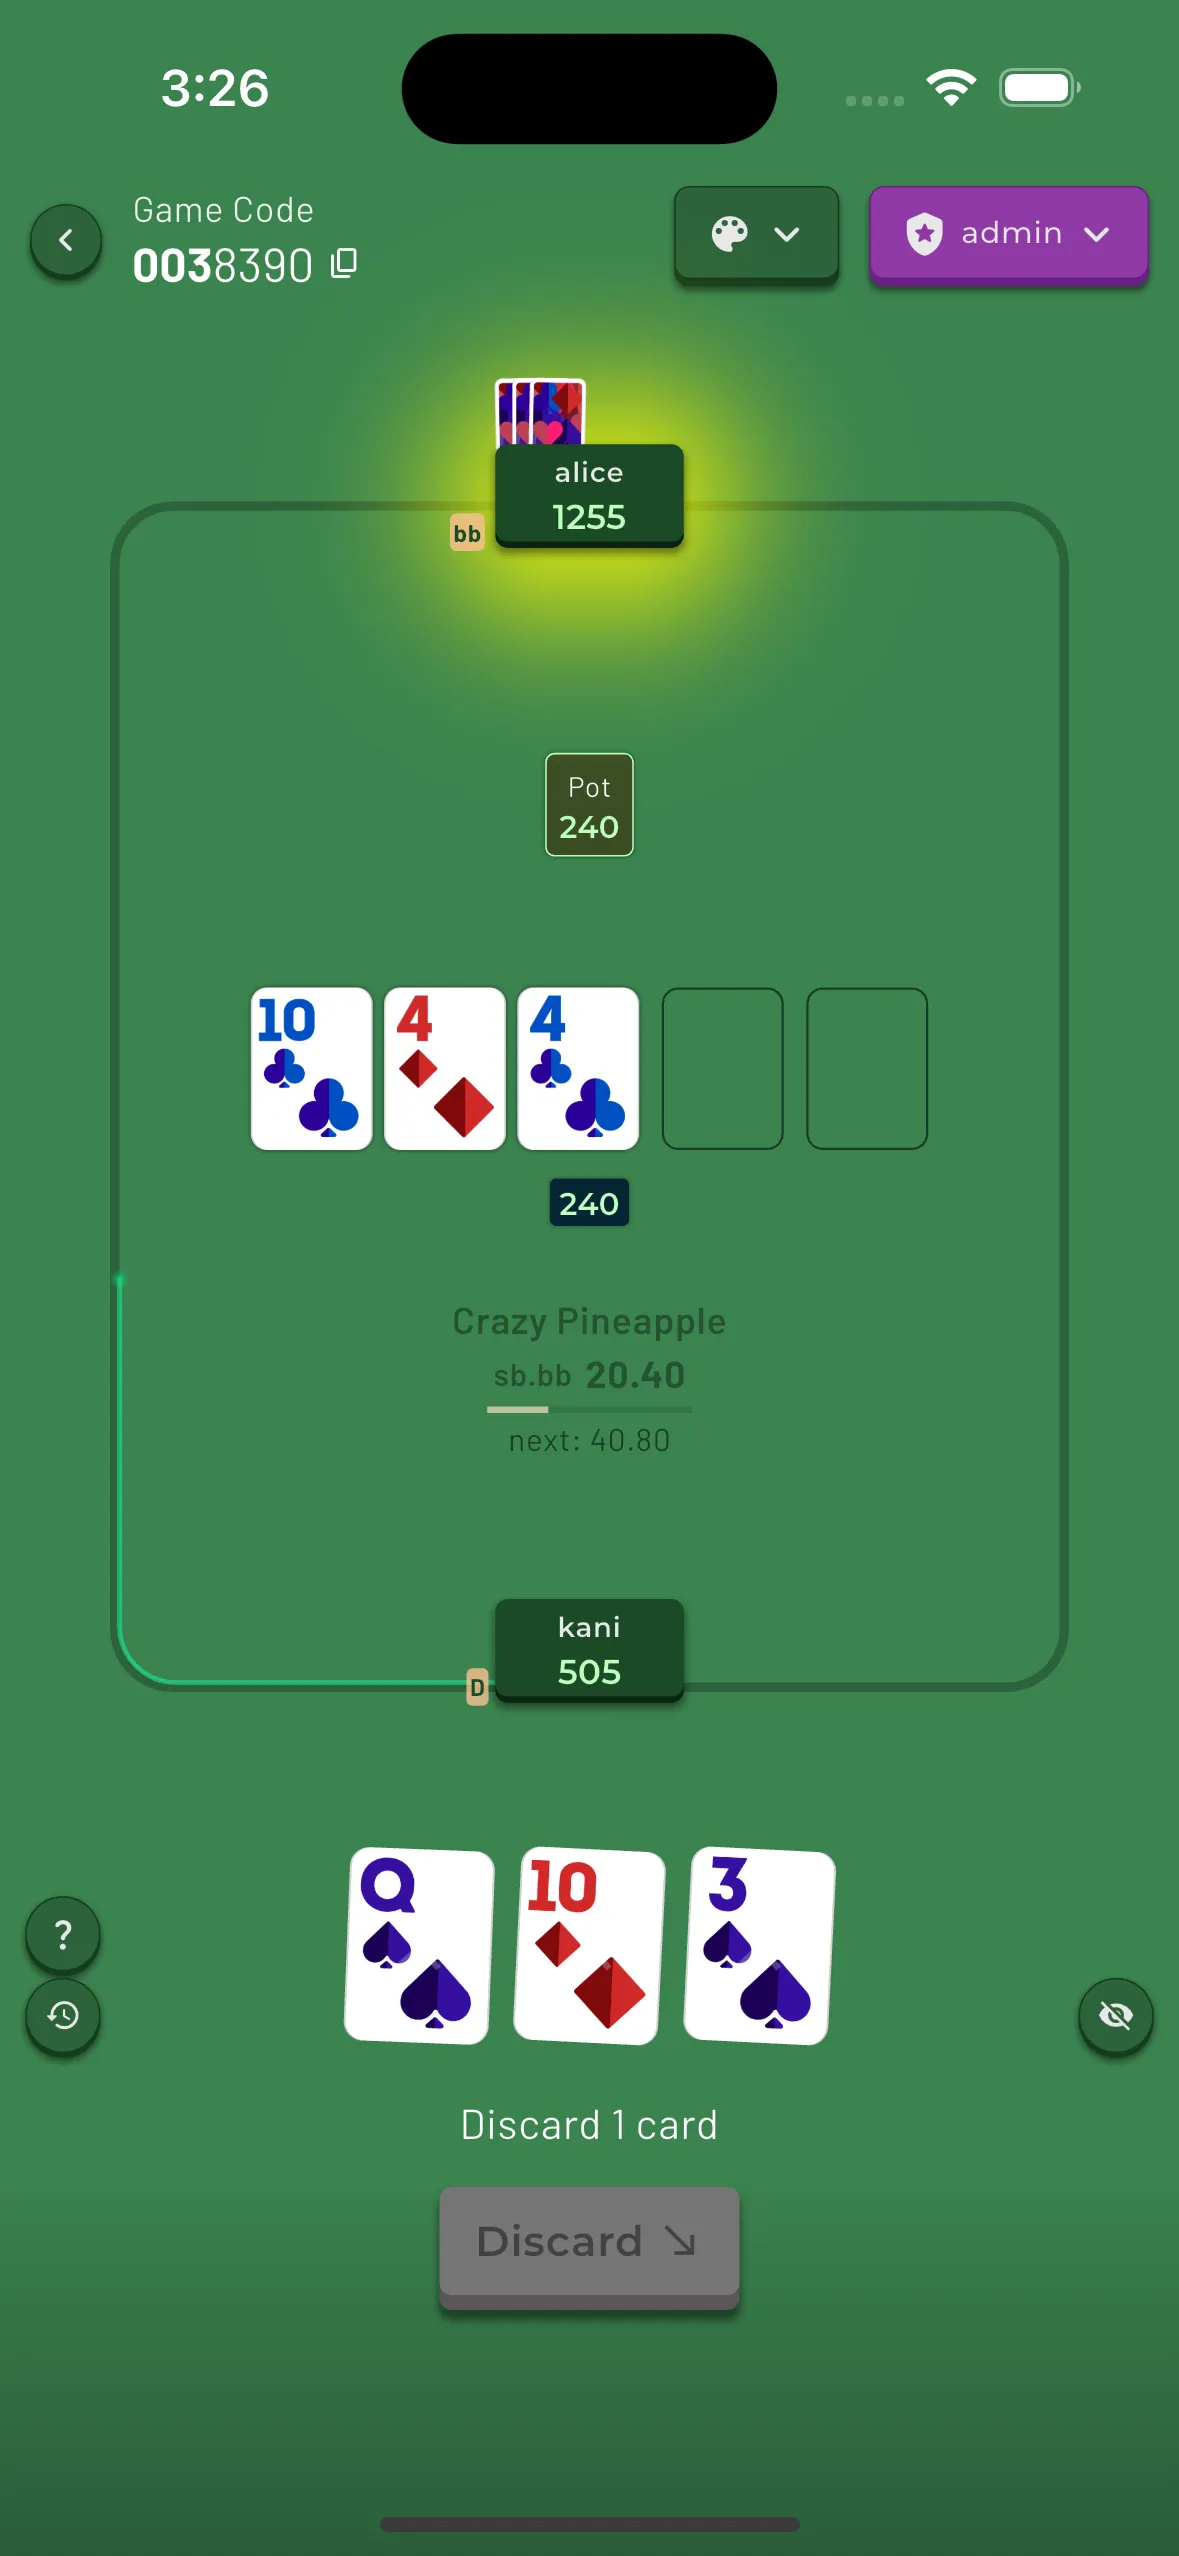 3:26
Game Code
0038390
admin
alice
1255
bb
Pot
240
10 4 4
240
Crazy Pineapple
sb.bb 20.40
next: 40.80
kani
505
D
Q 10 3
?
Discard 1 card
Discard